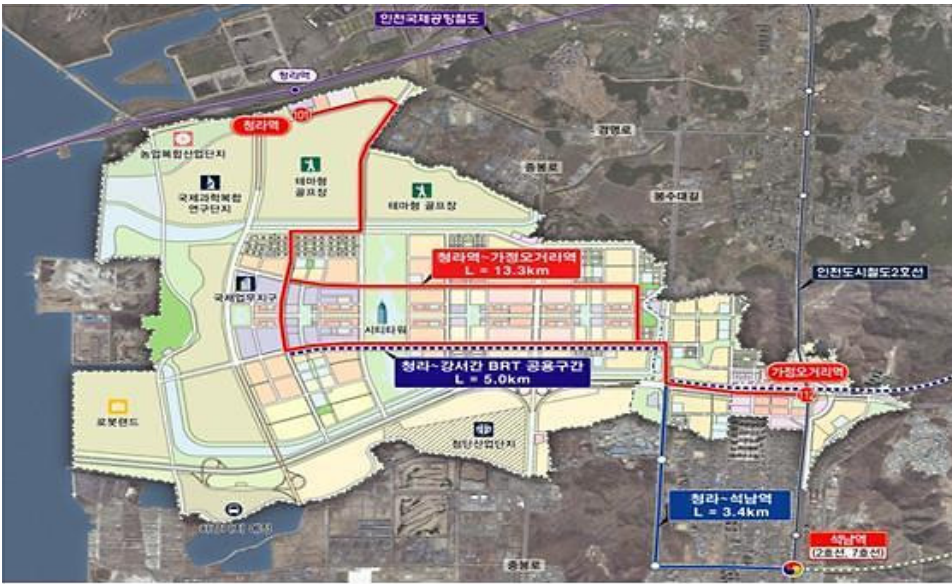 인천국제공항철도
청라역
101
청라역
경명로
농업복합산업단지
중봉로
테마형
골프장
국제과학복합
연구단지
테마형 골프장
봉수대길
청라역~가정오거리역
L = 13.3km
인천도시철도2호선
국제업무지구
시티타워
청라~강서간 BRT 공용구간
L = 5.0km
가정오거리역
112
로봇랜드
첨단산업단지
청라~석남역
L = 3.4km
석남역
(2호선, 7호선)
중봉로